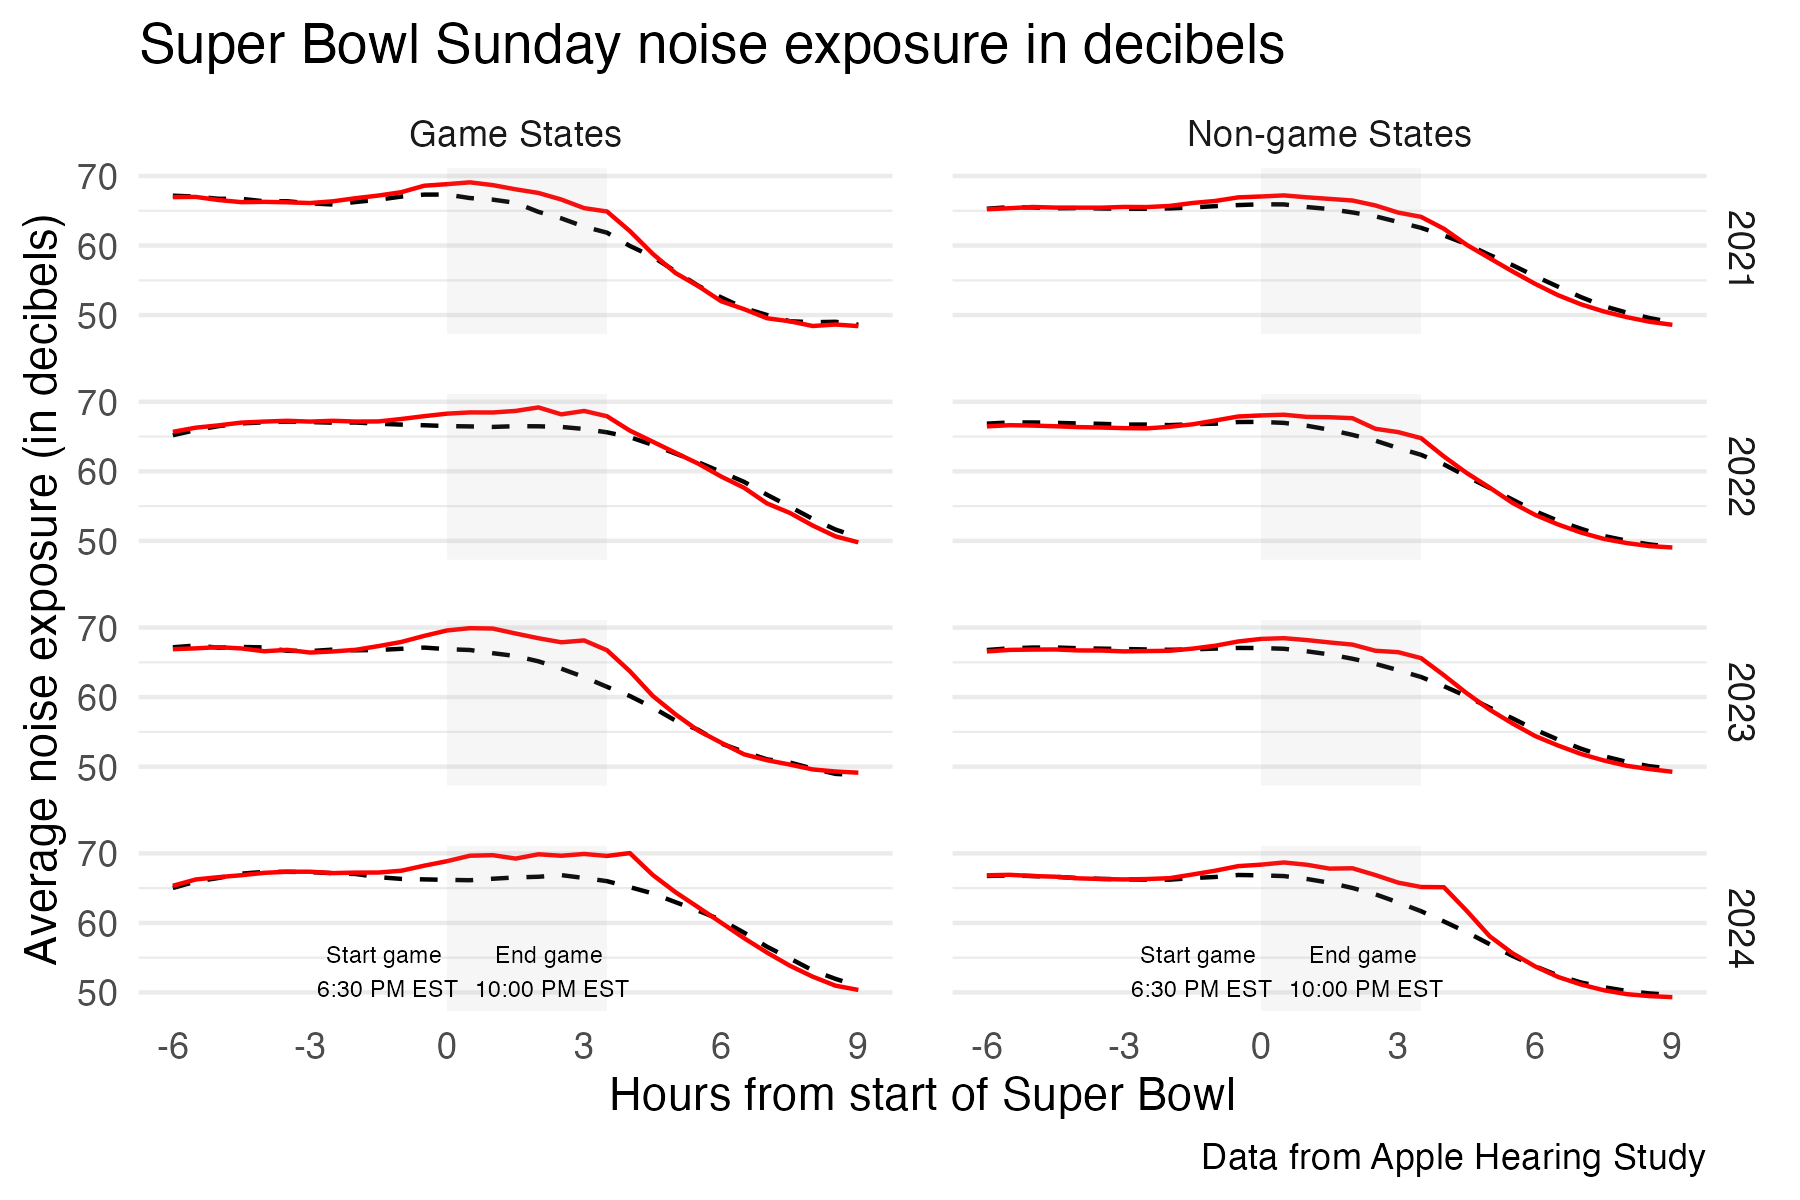 Super Bowl Sunday noise exposure in decibels
Game States
Non-game States
Average noise exposure (in decibels)
70
60
50
2021
70
60
50
2022
70
60
50
2023
70
60
50
2024
Start game
6:30 PM EST
End game
10:00 PM EST
Start game
6:30 PM EST
End game
10:00 PM EST
-6 -3 0 3 6 9
-6 -3 0 3 6 9
Hours from start of Super Bowl
Data from Apple Hearing Study